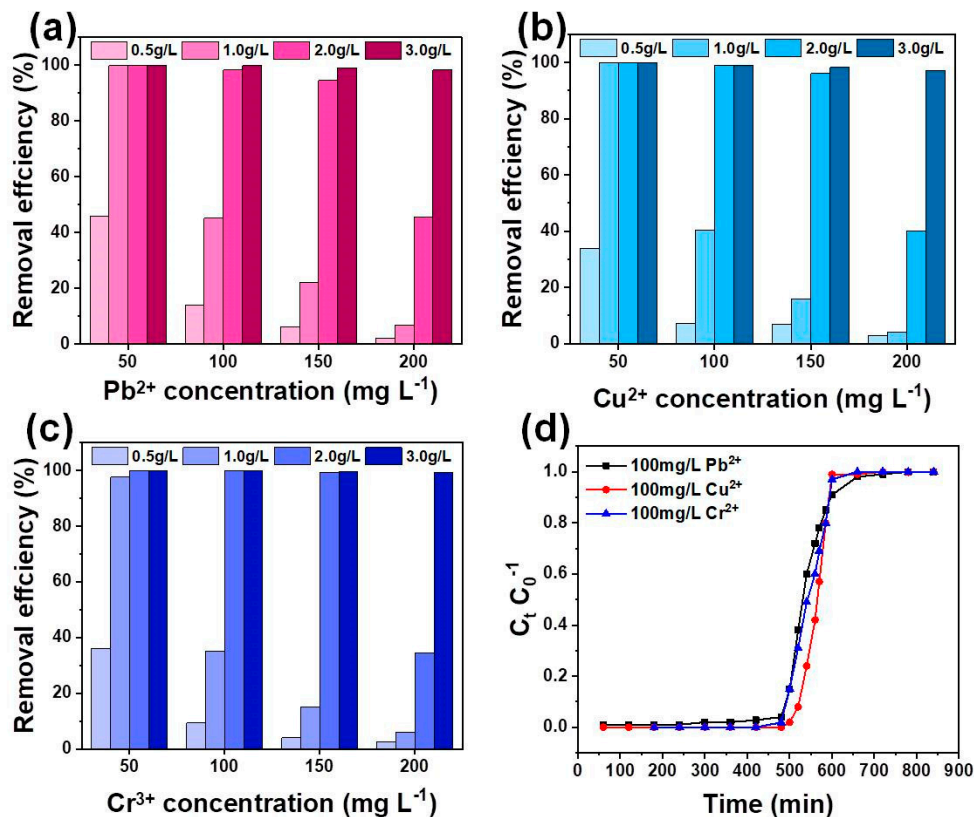 (a)
0.5g/L 1.0g/L 2.0g/L 3.0g/L
Removal effciency (%)
100
80
60
40
20
0
50 100 150 200
Pb²⁺ concentration (mg L⁻¹)
(b)
0.5g/L 1.0g/L 2.0g/L 3.0g/L
Removal effciency (%)
100
80
60
40
20
0
50 100 150 200
Cu²⁺ concentration (mg L⁻¹)
(c)
0.5g/L 1.0g/L 2.0g/L 3.0g/L
Removal effciency (%)
100
80
60
40
20
0
50 100 150 200
Cr³⁺ concentration (mg L⁻¹)
(d)
100mg/L Pb²⁺
100mg/L Cu²⁺
100mg/L Cr²⁺
Cₜ C₀⁻¹
1.0
0.8
0.6
0.4
0.2
0.0
0 100 200 300 400 500 600 700 800 900
Time (min)